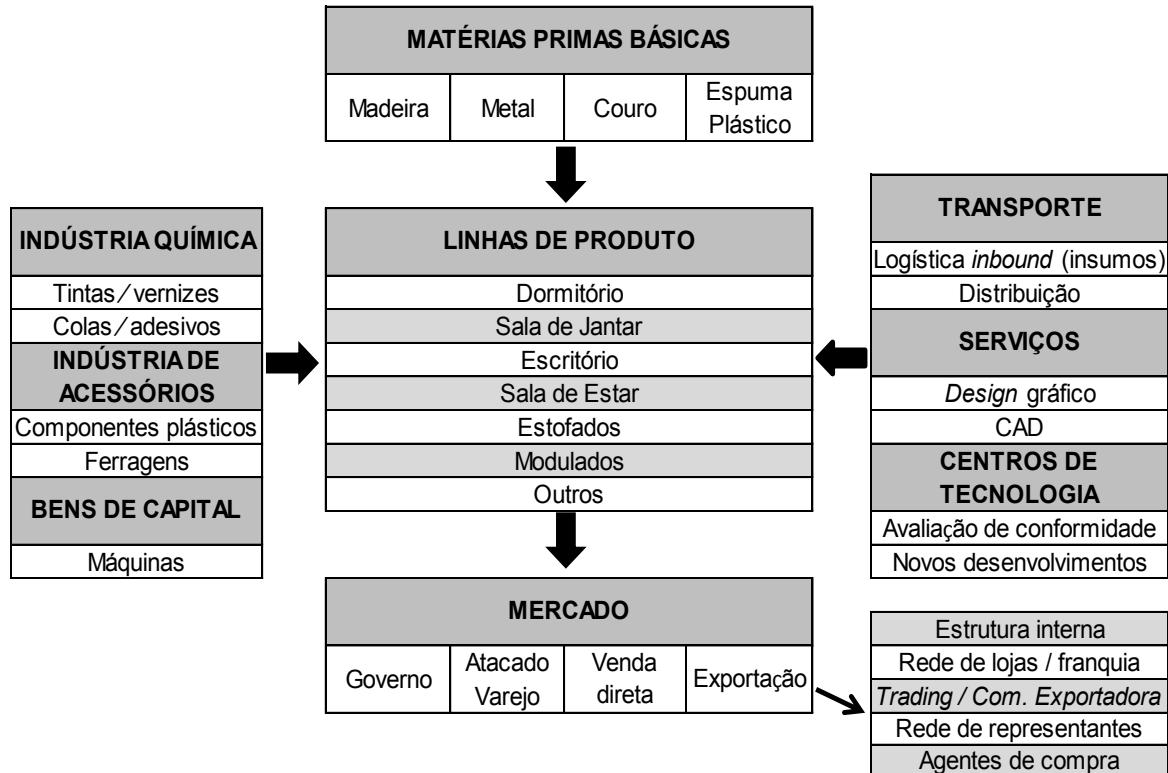 MATÉRIAS PRIMAS BÁSICAS
Madeira
Metal
Couro
Espuma
Plástico
INDÚSTRIA QUÍMICA
Tintas/vernizes
Colas/adesivos
INDÚSTRIA DE
ACESSÓRIOS
Componentes plásticos
Ferragens
BENS DE CAPITAL
Máquinas
LINHAS DE PRODUTO
Dormitório
Sala de Jantar
Escritório
Sala de Estar
Estofados
Modulados
Outros
TRANSPORTE
Logística inbound (insumos)
Distribuição
SERVIÇOS
Design gráfico
CAD
CENTROS DE
TECNOLOGIA
Avaliação de conformidade
Novos desenvolvimentos
MERCADO
Governo
Atacado
Varejo
Venda
direta
Exportação
Estrutura interna
Rede de lojas / franquia
Trading / Com. Exportadora
Rede de representantes
Agentes de compra